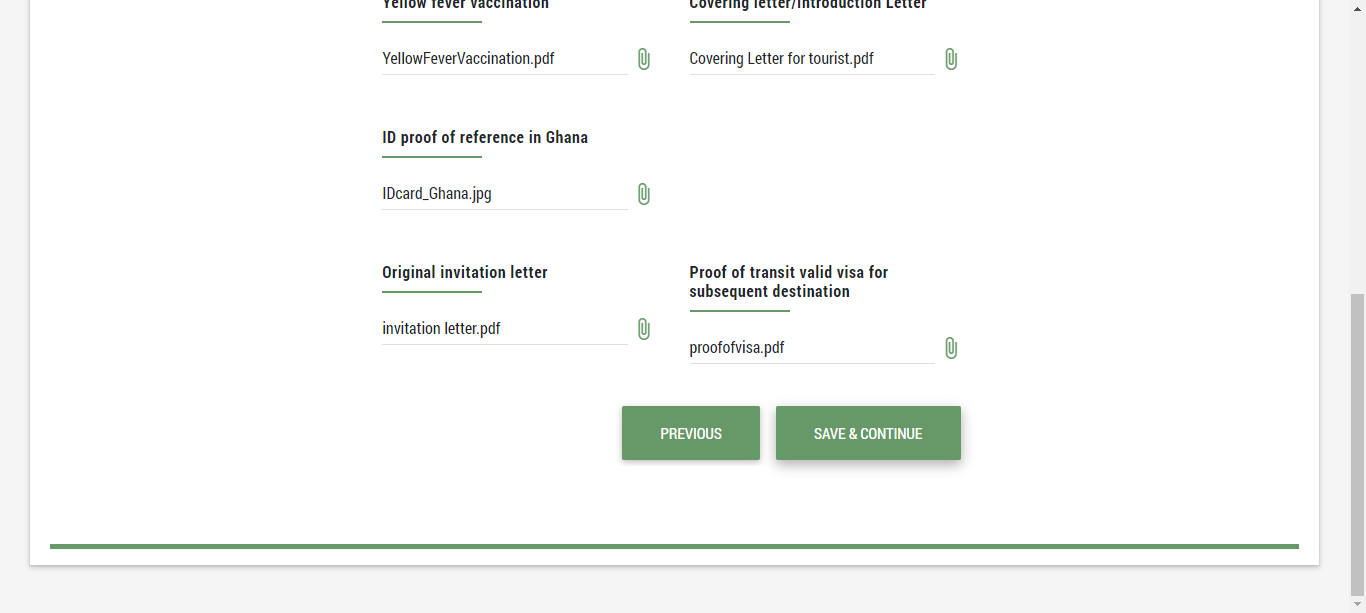 Yellow fever vaccination
Covering letter/Introduction Letter
YellowFeverVaccination.pdf
Covering Letter for tourist.pdf
ID proof of reference in Ghana
IDcard_Ghana.jpg
Original invitation letter
Proof of transit valid visa for
subsequent destination
invitation letter.pdf
proofofvisa.pdf
PREVIOUS
SAVE & CONTINUE